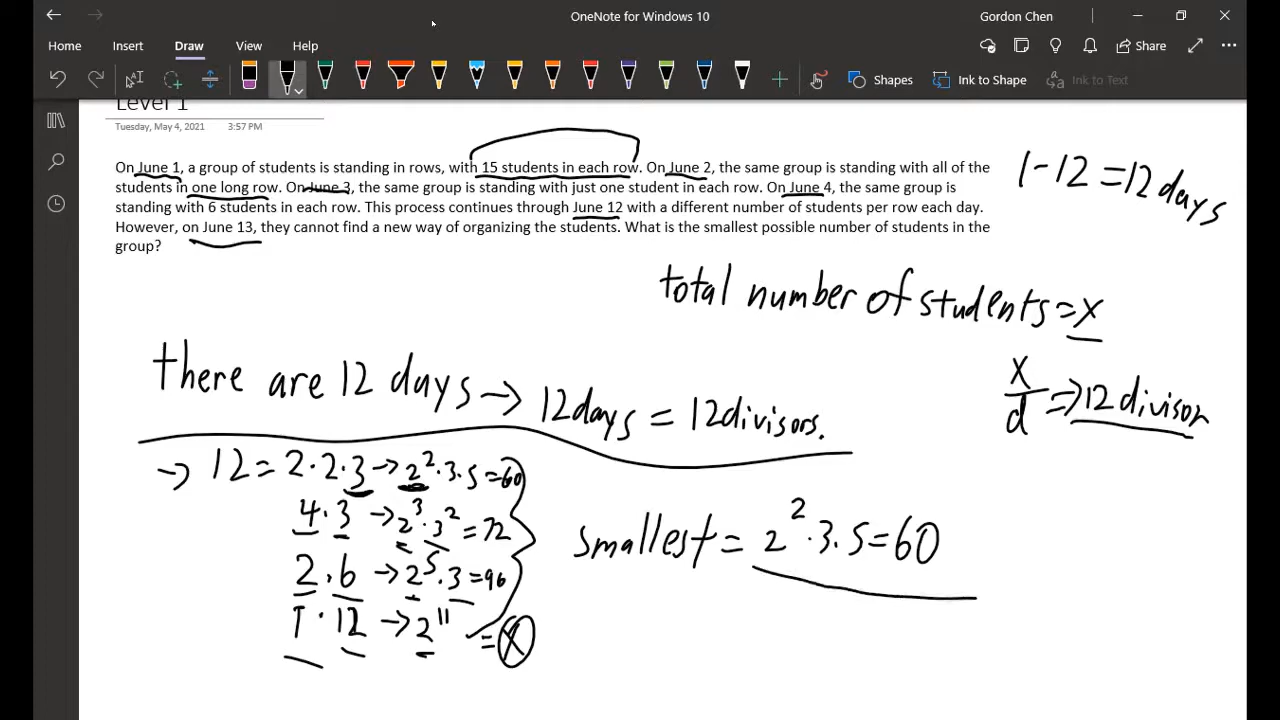 OneNote for Windows 10
Gordon Chen
Home Insert Draw View Help
Share
Shapes Ink to Shape Ink to Text
Level 1
Tuesday, May 4, 2021 3:57 PM
On June 1, a group of students is standing in rows, with 15 students in each row. On June 2, the same group is standing with all of the
students in one long row. On June 3, the same group is standing with just one student in each row. On June 4, the same group is
standing with 6 students in each row. This process continues through June 12 with a different number of students per row each day.
However, on June 13, they cannot find a new way of organizing the students. What is the smallest possible number of students in the
group?
1-12 = 12 days
total number of students = x
x/d => 12 divisor
there are 12 days → 12 days = 12 divisors.
→ 12 = 2·2·3 → 2²·3·5 = 60
4·3 → 2³·3² = 72
2·6 → 2⁵·3 = 96
1·12 → 2¹¹ = X
smallest = 2²·3·5 = 60